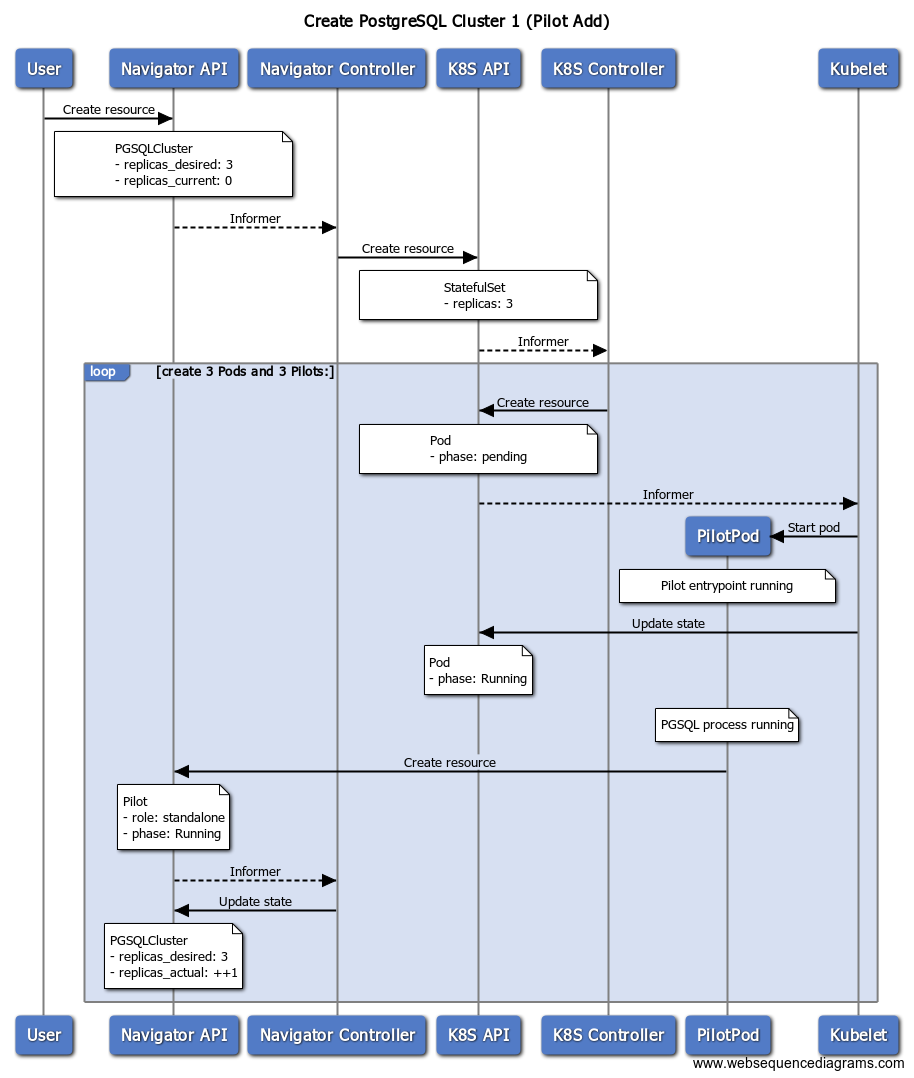 Create PostgreSQL Cluster 1 (Pilot Add)
User
Navigator API
Navigator Controller
K8S API
K8S Controller
Kubelet
Create resource
PGSQLCluster
- replicas_desired: 3
- replicas_current: 0
Informer
Create resource
StatefulSet
- replicas: 3
Informer
loop
[create 3 Pods and 3 Pilots:]
Create resource
Pod
- phase: pending
Informer
PilotPod
Start pod
Pilot entrypoint running
Update state
Pod
- phase: Running
PGSQL process running
Create resource
Pilot
- role: standalone
- phase: Running
Informer
Update state
PGSQLCluster
- replicas_desired: 3
- replicas_actual: ++1
User
Navigator API
Navigator Controller
K8S API
K8S Controller
PilotPod
Kubelet
www.websequencediagrams.com